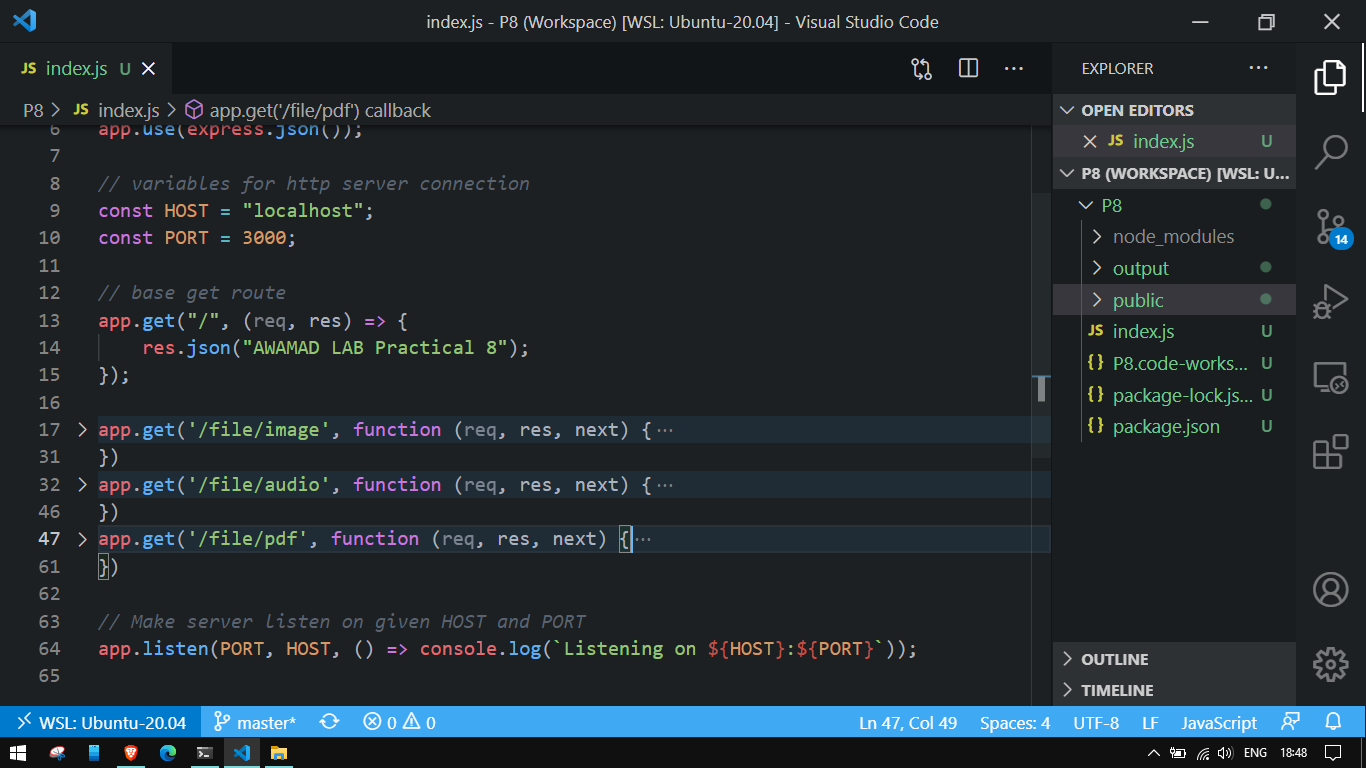 index.js - P8 (Workspace) [WSL: Ubuntu-20.04] - Visual Studio Code
JS index.js U
P8 > JS index.js > app.get('/file/pdf') callback
6 app.use(express.json());
7
8 // variables for http server connection
9 const HOST = "localhost";
10 const PORT = 3000;
11
12 // base get route
13 app.get("/", (req, res) => {
14 res.json("AWAMAD LAB Practical 8");
15 });
16
17 app.get('/file/image', function (req, res, next) {···
31 })
32 app.get('/file/audio', function (req, res, next) {···
46 })
47 app.get('/file/pdf', function (req, res, next) {···
61 })
62
63 // Make server listen on given HOST and PORT
64 app.listen(PORT, HOST, () => console.log(`Listening on ${HOST}:${PORT}`));
65
EXPLORER
OPEN EDITORS
JS index.js U
P8 (WORKSPACE) [WSL: U...
P8
node_modules
output
public
JS index.js U
{} P8.code-works... U
{} package-lock.js... U
{} package.json U
OUTLINE
TIMELINE
14
WSL: Ubuntu-20.04 master* 0 0 Ln 47, Col 49 Spaces: 4 UTF-8 LF JavaScript
ENG 18:48